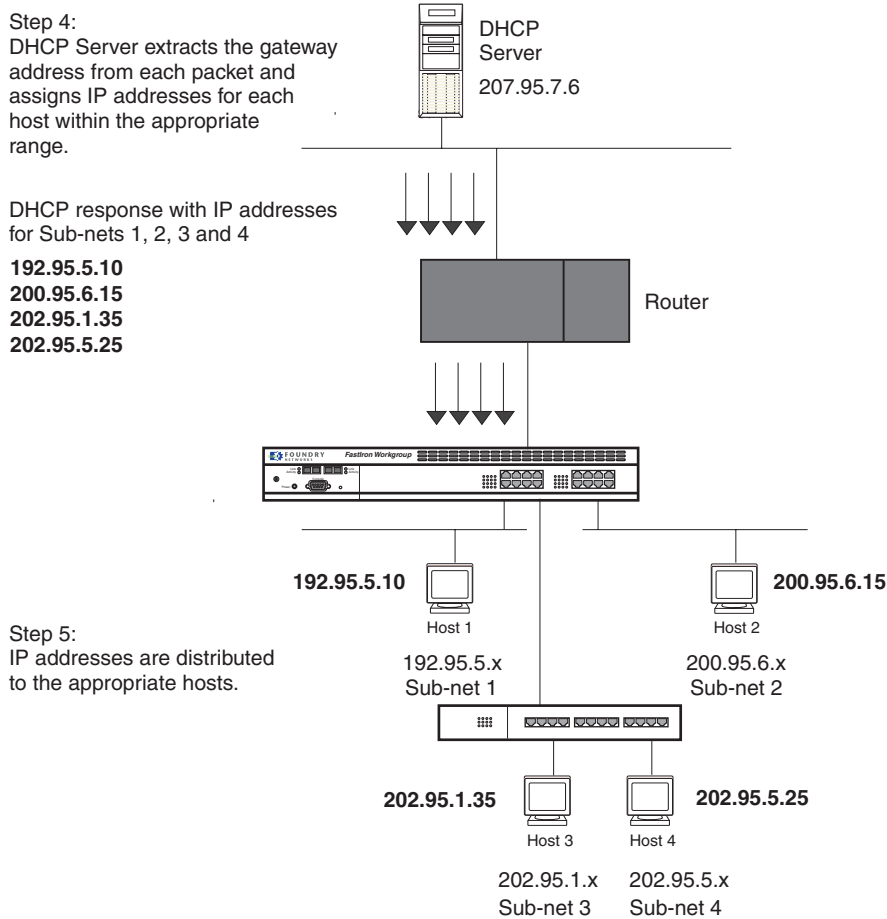 Step 4:
DHCP Server extracts the gateway
address from each packet and
assigns IP addresses for each
host within the appropriate
range.
DHCP
Server
207.95.7.6
DHCP response with IP addresses
for Sub-nets 1, 2, 3 and 4
192.95.5.10
200.95.6.15
202.95.1.35
202.95.5.25
Router
FOUNDRY
NETWORKS
FastIron Workgroup
Power
192.95.5.10
200.95.6.15
Host 1
Host 2
Step 5:
IP addresses are distributed
to the appropriate hosts.
192.95.5.x
Sub-net 1
200.95.6.x
Sub-net 2
202.95.1.35
202.95.5.25
Host 3
Host 4
202.95.1.x
Sub-net 3
202.95.5.x
Sub-net 4